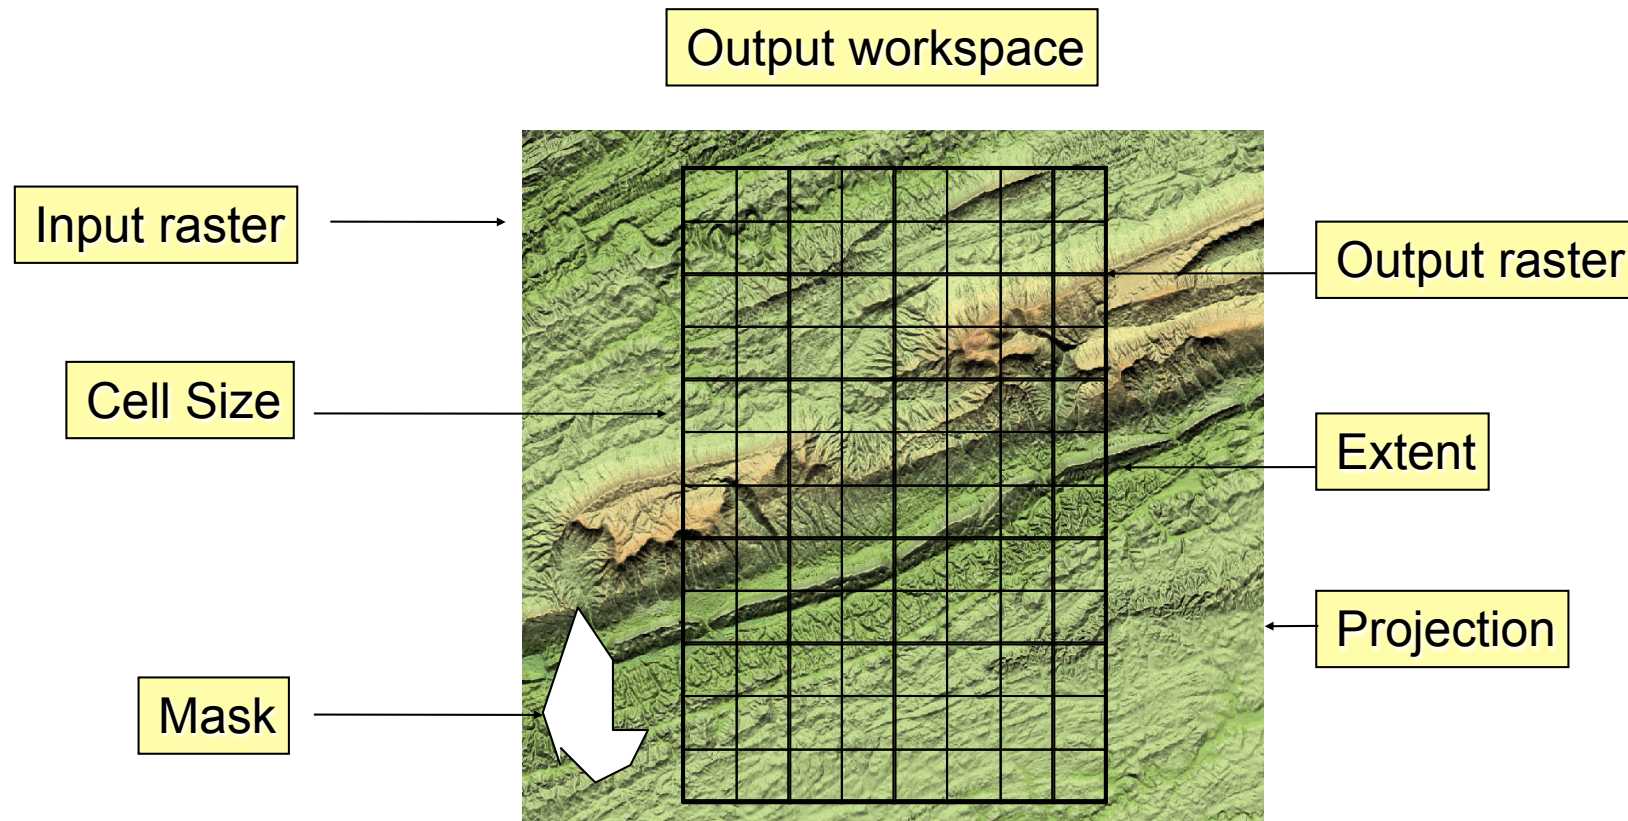 Output workspace
Input raster
Output raster
Cell Size
Extent
Projection
Mask